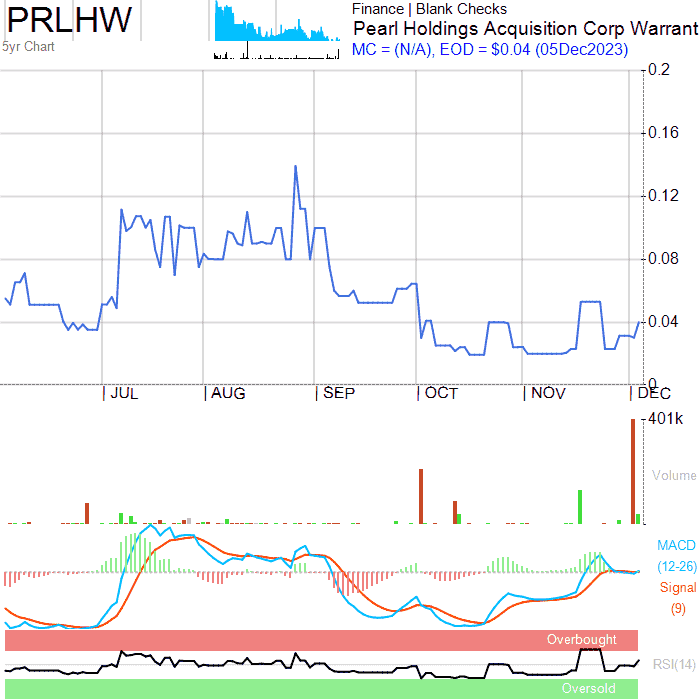 PRLHW
5yr Chart
Finance | Blank Checks
Pearl Holdings Acquisition Corp Warrant
MC = (N/A), EOD = $0.04 (05Dec2023)
0.2
0.16
0.12
0.08
0.04
0
JUL AUG SEP OCT NOV DEC
401k
Volume
MACD
(12-26)
Signal
(9)
Overbought
RSI(14)
Oversold